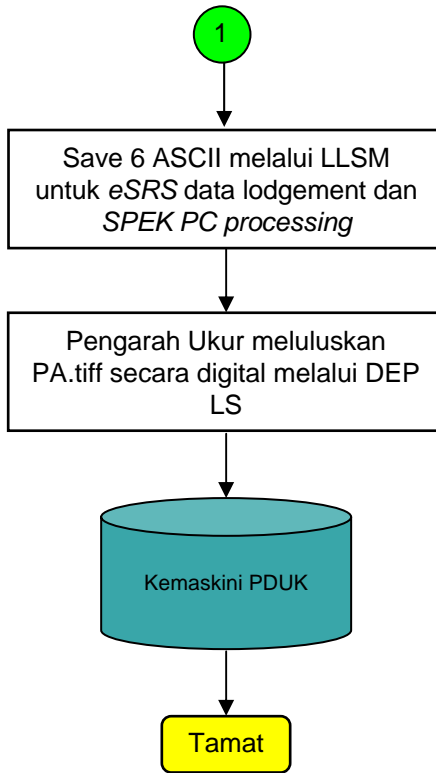 1
Save 6 ASCII melalui LLSM
untuk eSRS data lodgement dan
SPEK PC processing
Pengarah Ukur meluluskan
PA.tiff secara digital melalui DEP
LS
Kemaskini PDUK
Tamat